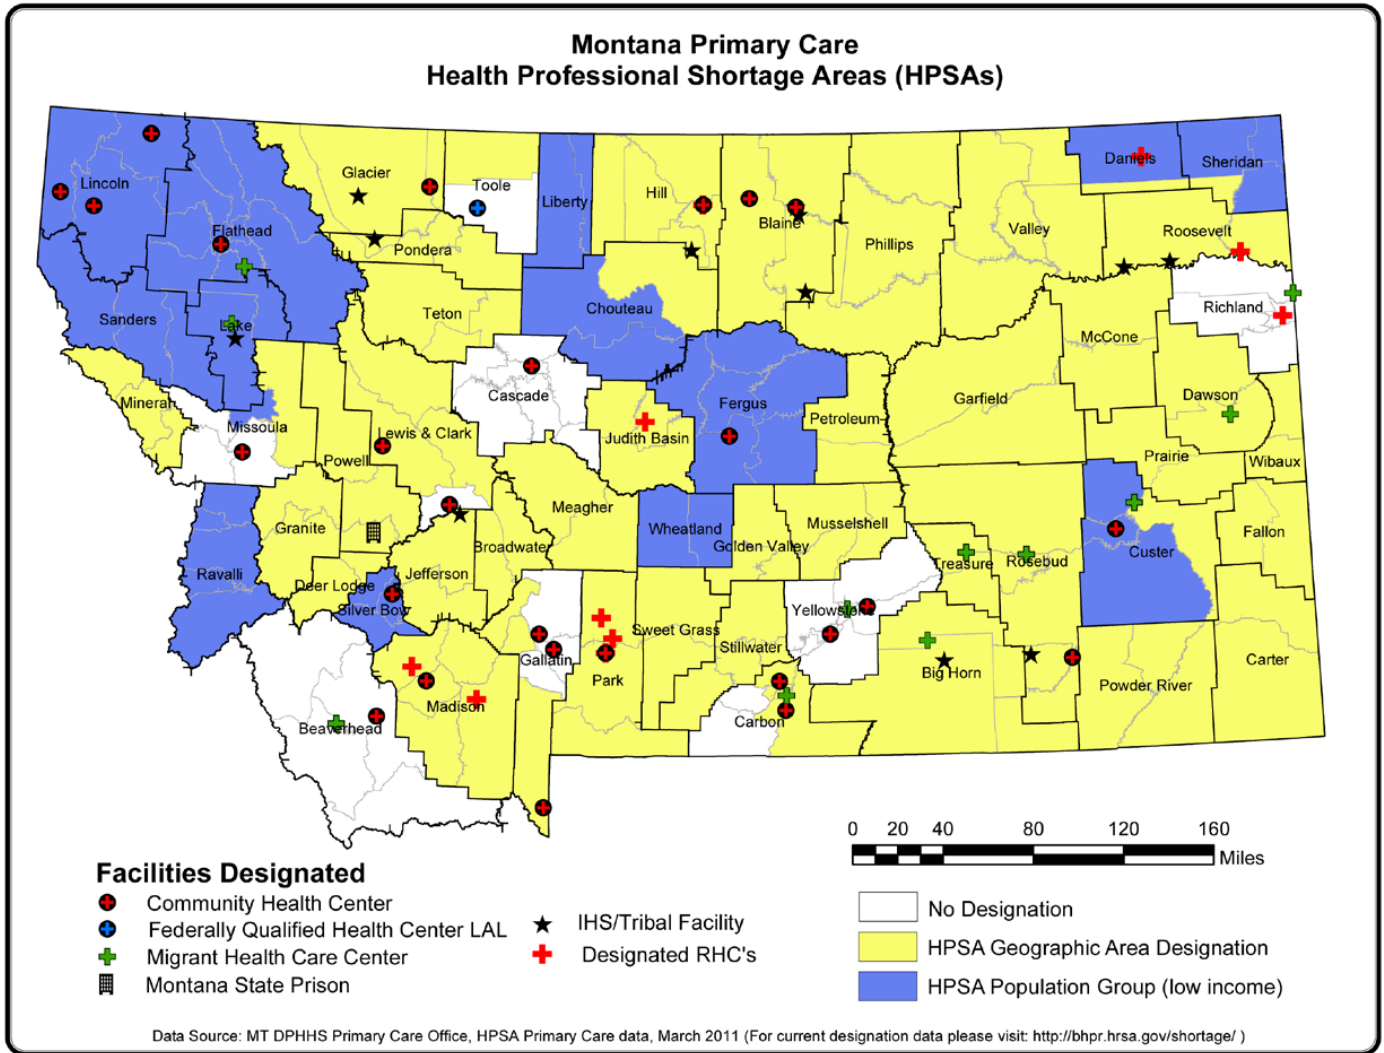 Montana Primary Care
Health Professional Shortage Areas (HPSAs)
Glacier
Toole
Liberty
Hill
Blaine
Phillips
Valley
Daniels
Sheridan
Roosevelt
Lincoln
Flathead
Pondera
Sanders
Lake
Teton
Chouteau
Richland
McCone
Mineral
Missoula
Powell
Lewis & Clark
Cascade
Judith Basin
Fergus
Petroleum
Garfield
Dawson
Prairie
Wibaux
Granite
Meagher
Wheatland
Golden Valley
Musselshell
Fallon
Broadwater
Treasure
Rosebud
Custer
Ravalli
Deer Lodge
Jefferson
Silver Bow
Yellowstone
Gallatin
Sweet Grass
Stillwater
Park
Big Horn
Carter
Powder River
Madison
Beaverhead
Carbon
0 20 40 80 120 160
Miles
Facilities Designated
Community Health Center
Federally Qualified Health Center LAL
Migrant Health Care Center
Montana State Prison
IHS/Tribal Facility
Designated RHC's
No Designation
HPSA Geographic Area Designation
HPSA Population Group (low income)
Data Source: MT DPHHS Primary Care Office, HPSA Primary Care data, March 2011 (For current designation data please visit: http://bhpr.hrsa.gov/shortage/ )